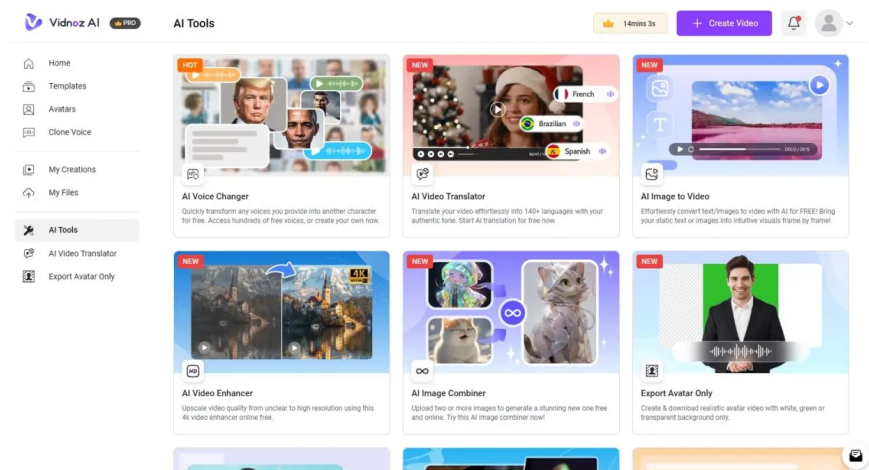 Vidnoz AI PRO
AI Tools
14mins 3s
Create Video
Home
Templates
Avatars
Clone Voice
My Creations
My Files
AI Tools
AI Video Translator
Export Avatar Only
HOT
AI Voice Changer
Quickly transform any voices you provide into another character
for free. Access hundreds of free voices, or create your own now.
NEW
French
Brazilian
Spanish
AI Video Translator
Translate your video effortlessly into 140+ languages with your
authentic tone. Start AI translation for free now.
NEW
T
AI Image to Video
Effortlessly convert text/images to video with AI for FREE! Bring
your static text or images into intuitive visuals frame by frame!
NEW
4K
HD
AI Video Enhancer
Upscale video quality from unclear to high resolution using this
4k video enhancer online free.
NEW
AI Image Combiner
Upload two or more images to generate a stunning new one free
and online. Try this AI image combiner now!
NEW
Export Avatar Only
Create & download realistic avatar video with white, green or
transparent background only.